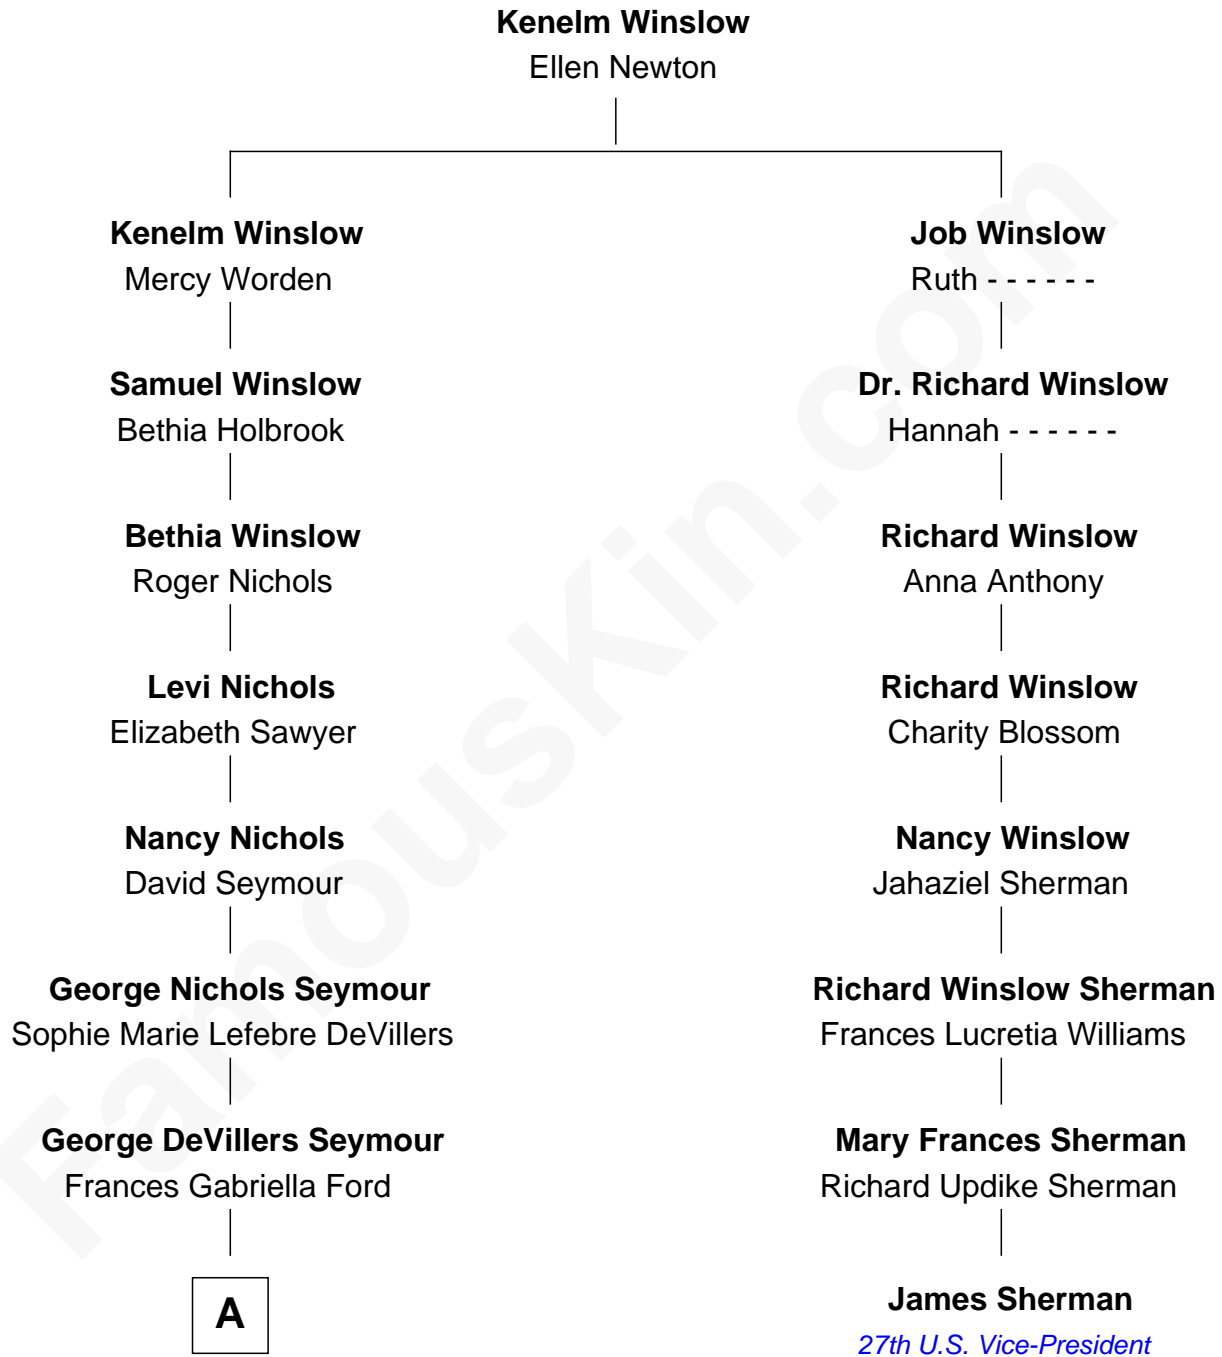 Kenelm Winslow
Ellen Newton
Kenelm Winslow
Mercy Worden
Samuel Winslow
Bethia Holbrook
Bethia Winslow
Roger Nichols
Levi Nichols
Elizabeth Sawyer
Nancy Nichols
David Seymour
George Nichols Seymour
Sophie Marie Lefebre DeVillers
George DeVillers Seymour
Frances Gabriella Ford
A
Job Winslow
Ruth - - - - - -
Dr. Richard Winslow
Hannah - - - - - -
Richard Winslow
Anna Anthony
Richard Winslow
Charity Blossom
Nancy Winslow
Jahaziel Sherman
Richard Winslow Sherman
Frances Lucretia Williams
Mary Frances Sherman
Richard Updike Sherman
James Sherman
27th U.S. Vice-President
FamousKin.com